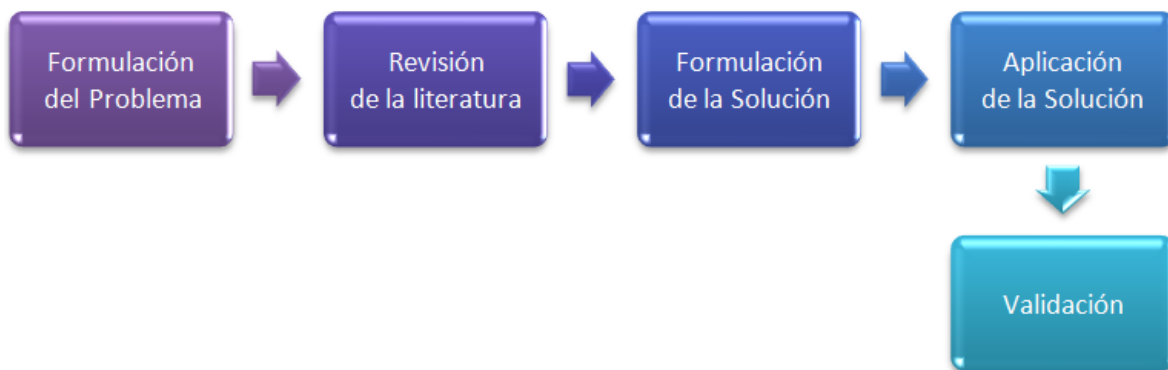 Formulación
del Problema
Revisión
de la literatura
Formulación
de la Solución
Aplicación
de la Solución
Validación